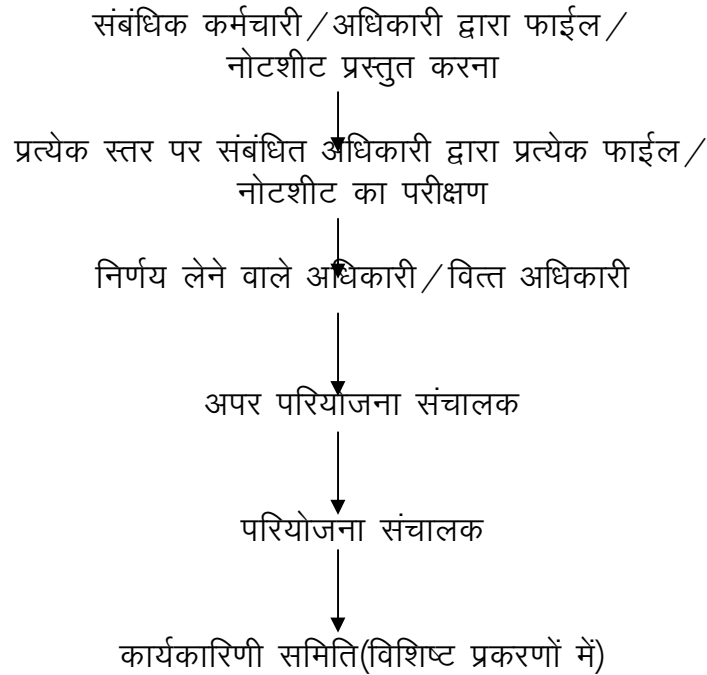 संबंधिक कर्मचारी/अधिकारी द्वारा फाईल/
नोटशीट प्रस्तुत करना
प्रत्येक स्तर पर संबंधित अधिकारी द्वारा प्रत्येक फाईल/
नोटशीट का परीक्षण
निर्णय लेने वाले अधिकारी/वित्त अधिकारी
अपर परियोजना संचालक
परियोजना संचालक
कार्यकारिणी समिति(विशिष्ट प्रकरणों में)